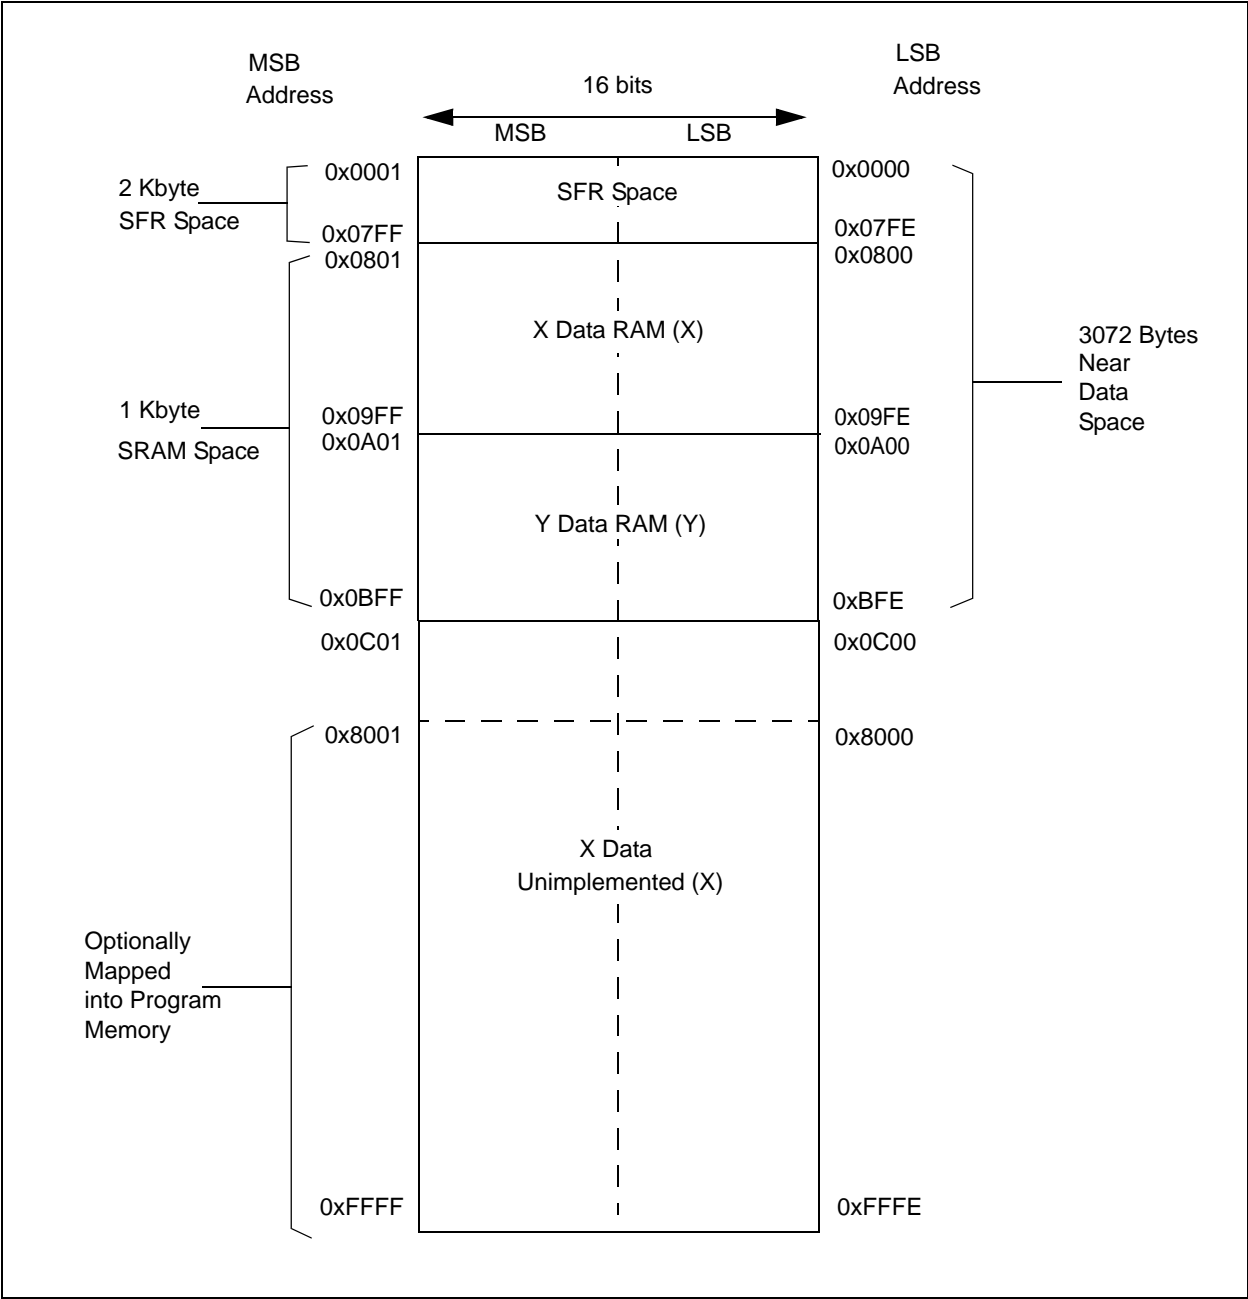 MSB
Address
16 bits
LSB
Address
MSB
LSB
2 Kbyte
SFR Space
0x0001
SFR Space
0x0000
0x07FF
0x07FE
0x0801
0x0800
X Data RAM (X)
3072 Bytes
Near
Data
Space
1 Kbyte
SRAM Space
0x09FF
0x09FE
0x0A01
0x0A00
Y Data RAM (Y)
0x0BFF
0xBFE
0x0C01
0x0C00
0x8001
0x8000
X Data
Unimplemented (X)
Optionally
Mapped
into Program
Memory
0xFFFF
0xFFFE